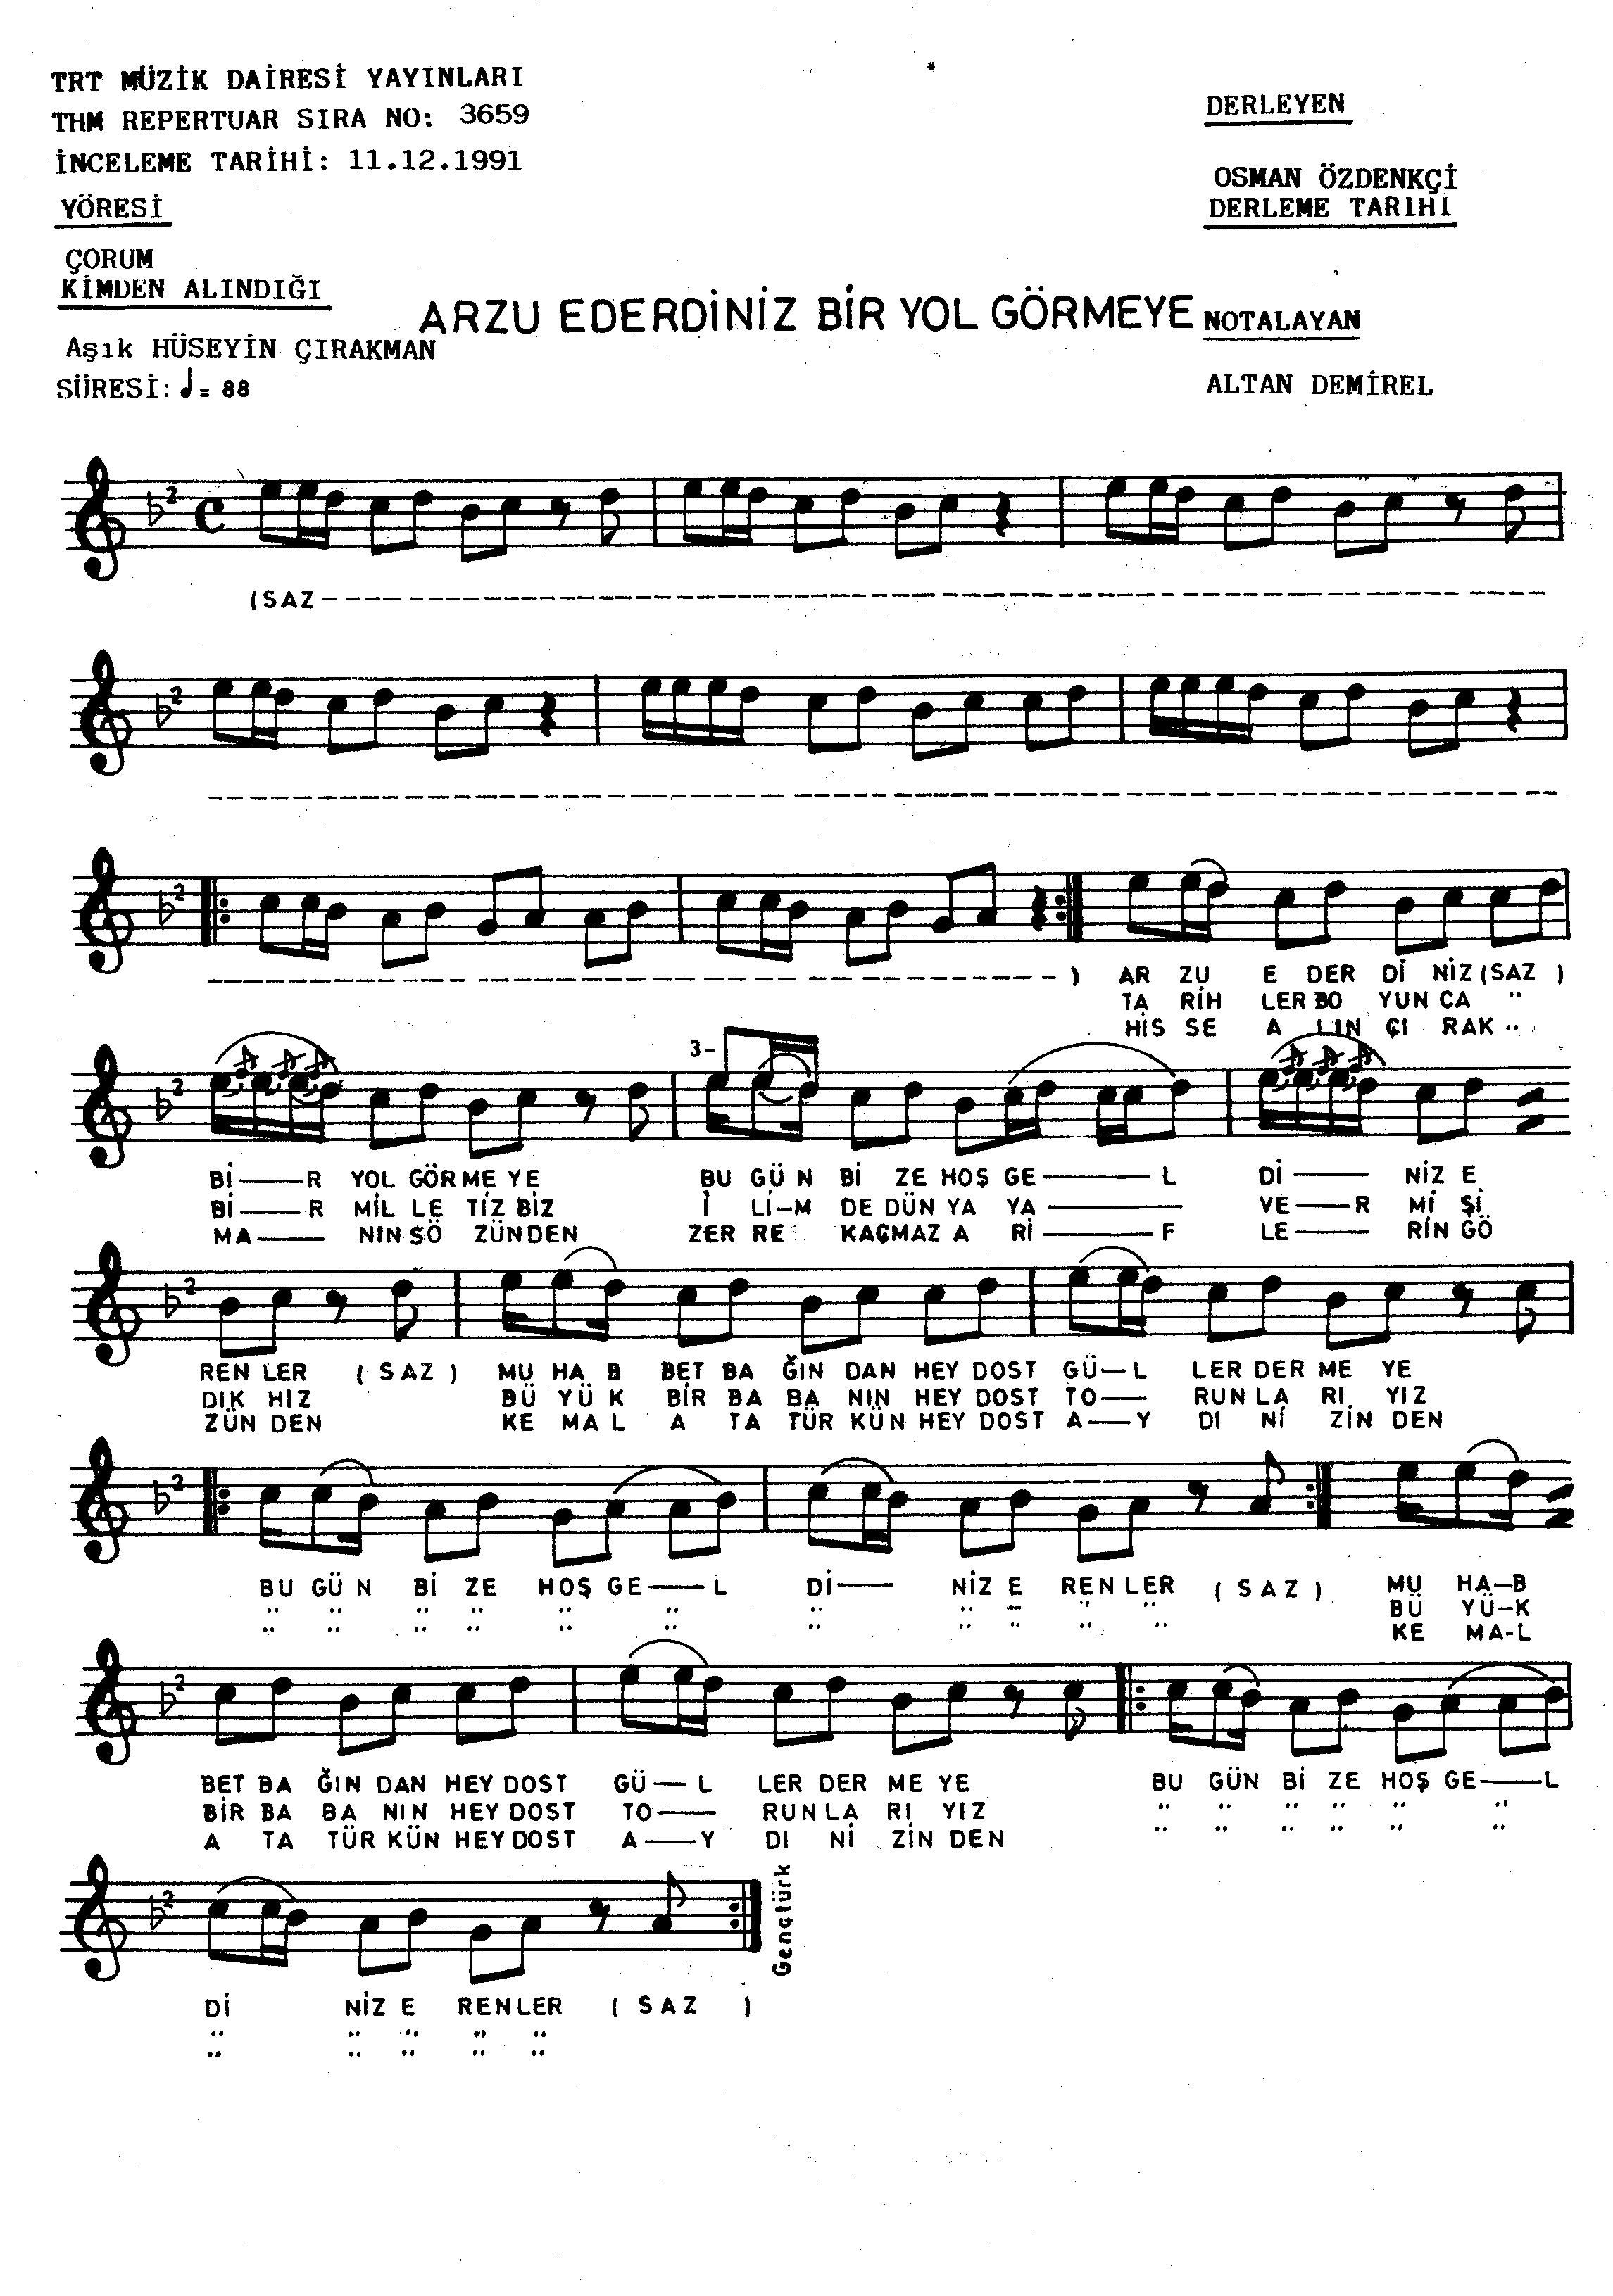 TRT MÜZİK DAİRESİ YAYINLARI
THM REPERTUAR SIRA NO: 3659
İNCELEME TARİHİ: 11.12.1991
YÖRESİ
ÇORUM
KİMDEN ALINDIĞI
Aşık HÜSEYİN ÇIRAKMAN
SÜRESİ: ♩= 88
DERLEYEN
OSMAN ÖZDENKÇİ
DERLEME TARIHI
NOTALAYAN
ALTAN DEMİREL
ARZU EDERDİNİZ BİR YOL GÖRMEYE
(SAZ
) AR ZU E DER Dİ NİZ (SAZ )
TA RİH LER BO YUN CA "
HİS SE A LIN ÇI RAK "
3-
Bİ——R YOL GÖR ME YE BU GÜ N Bİ ZE HOŞ GE——L Dİ—— NİZ E
Bİ——R MİL LE TİZ BİZ İ Lİ–M DE DÜN YA YA—— VE——R Mİ Şİ
MA—— NIN SÖ ZÜN DEN ZER RE KAÇMAZ A Rİ——F LE—— RİN GÖ
REN LER ( SAZ ) MU HA B BET BA ĞIN DAN HEY DOST GÜ—L LER DER ME YE
DIK HIZ BÜ YÜ K BİR BA BA NIN HEY DOST TO—— RUN LA RI YIZ
ZÜN DEN KE MA L A TA TÜR KÜN HEY DOST A——Y DI Nİ ZİN DEN
BU GÜ N Bİ ZE HOŞ GE——L Dİ—— NİZ E REN LER ( SAZ ) MU HA–B
" " " " " " " " " " " BÜ YÜ–K
" " " " " " " " " " " KE MA-L
BET BA ĞIN DAN HEY DOST GÜ——L LER DER ME YE BU GÜN Bİ ZE HOŞ GE——L
BİR BA BA NIN HEY DOST TO—— RUN LA RI YIZ " " " " " "
A TA TÜR KÜN HEY DOST A——Y DI Nİ ZİN DEN " " " " " "
Gençtürk
Dİ NİZ E REN LER ( SAZ )
" " " " "
" " " " "